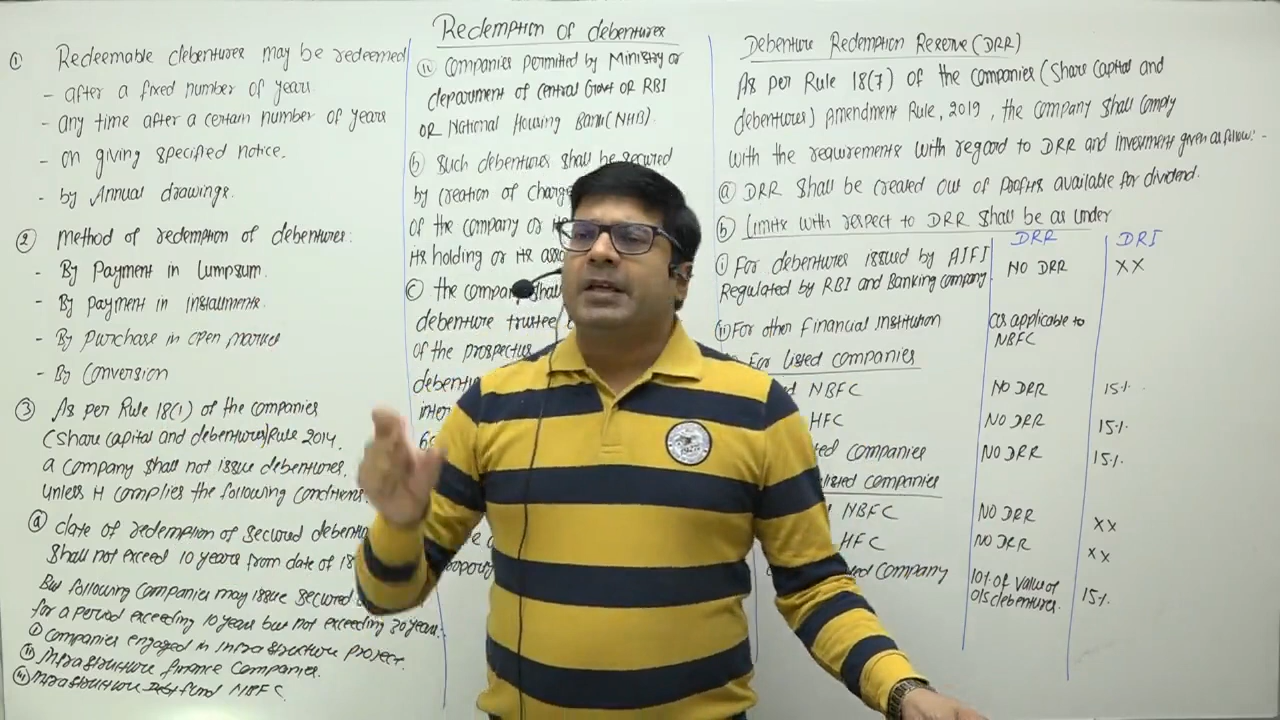 Redemption of debentures
① Redeemable debentures may be redeemed
- after a fixed number of years
- any time after a certain number of years
- on giving specified notice.
- by Annual drawings.
② Method of redemption of debentures:
- By Payment in Lumpsum.
- By payment in Installments.
- By Purchase in open market
- By Conversion
③ As per Rule 18(1) of the companies
(Share capital and debentures) Rule 2014,
a company shall not issue debentures,
unless it complies the following conditions.
ⓐ date of redemption of secured
shall not exceed 10 years from date of
But following Companies may issue secured
for a period exceeding 10 years but not exceeding 30 years.
ⓘ Companies engaged in infrastructure project.
ⓘⓘ Infrastructure finance Companies.
Infrastructure Debt fund NBFC
Companies permitted by Ministry or
department of central Govt OR RBI
OR National Housing Bank (NHB).
ⓑ Such debentures shall be secured
by creation of
of the company or
its holding or its
ⓒ the company
debenture trustee
of the prospectus
Debenture Redemption Reserve (DRR)
As per Rule 18(7) of the companies (Share Capital and
debentures) Amendment Rule, 2019, the company shall comply
with the requirements with regard to DRR and investment given as follow:-
ⓐ DRR shall be created out of profits available for dividend.
ⓑ Limits with respect to DRR shall be as under
DRR DRI
ⓘ For debentures issued by AIFI NO DRR XX
Regulated by RBI and Banking company
ⓘⓘ For other Financial institution as applicable to
NBFC
For Listed companies
NBFC NO DRR 15%
HFC NO DRR 15%
companies NO DRR 15%
companies
NBFC NO DRR XX
HFC NO DRR XX
Company 10% of value of 15%
o/s debentures